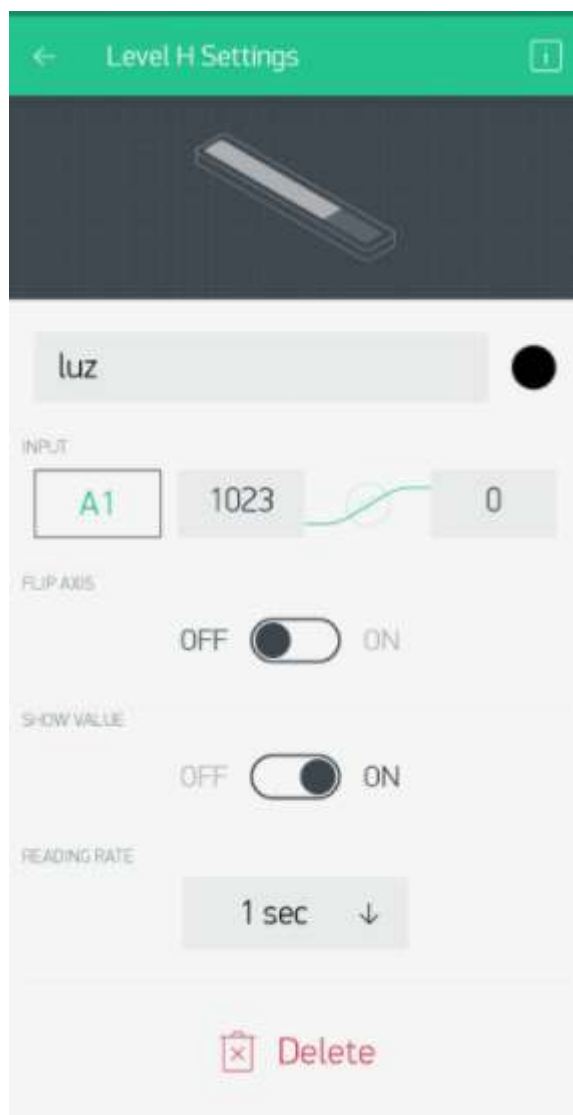 Level H Settings
luz
INPUT
A1 1023 0
FLIP AXIS
OFF ON
SHOW VALUE
OFF ON
READING RATE
1 sec
Delete